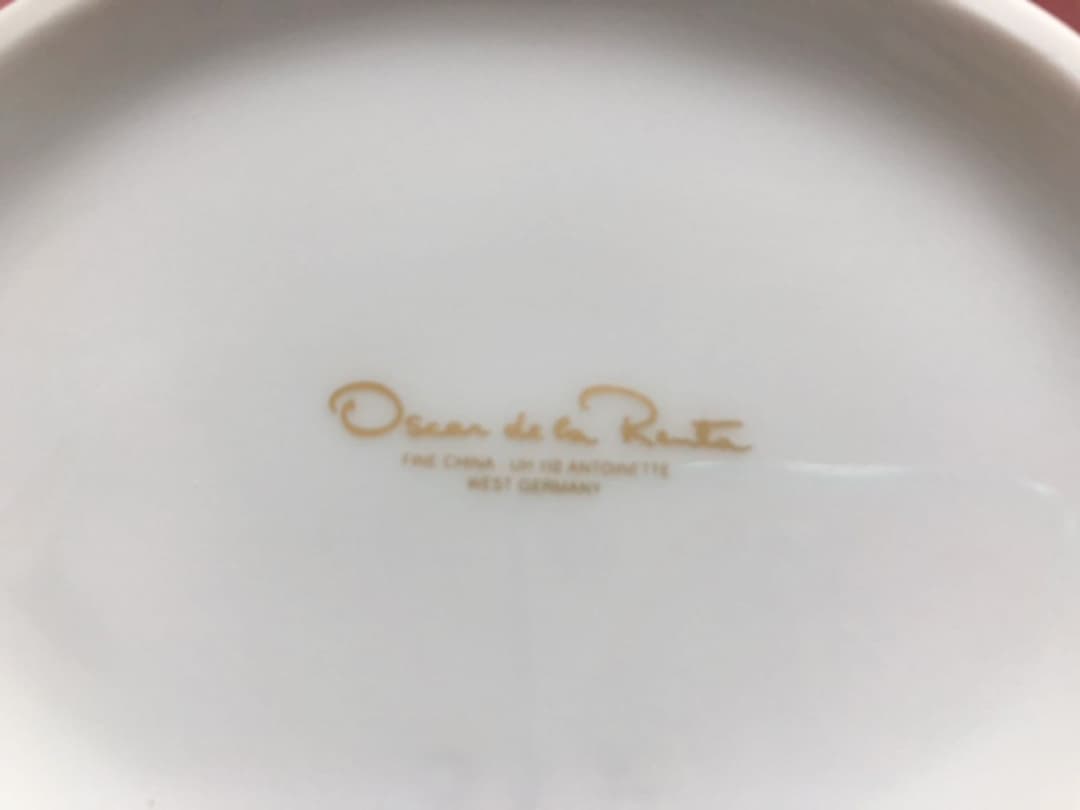 Oscar de la Renta
FINE CHINA ANTOINETTE
WEST GERMANY